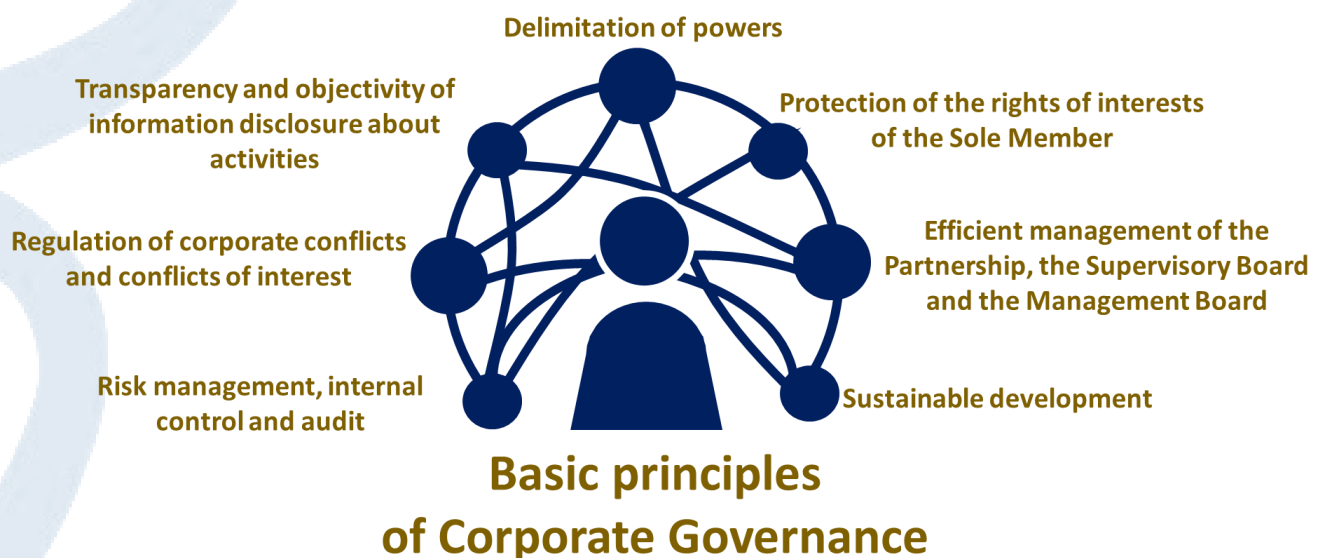 Delimitation of powers
Transparency and objectivity of
information disclosure about
activities
Protection of the rights of interests
of the Sole Member
Regulation of corporate conflicts
and conflicts of interest
Efficient management of the
Partnership, the Supervisory Board
and the Management Board
Risk management, internal
control and audit
Sustainable development
Basic principles
of Corporate Governance